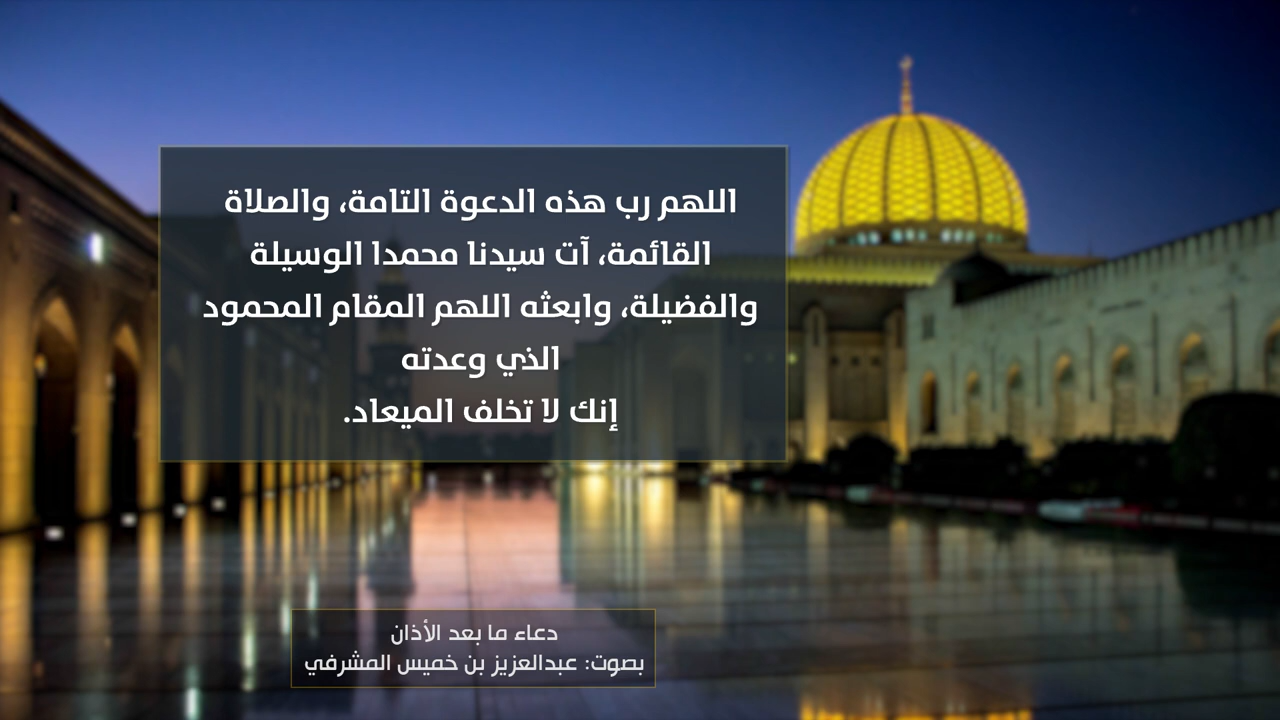 اللهم رب هذه الدعوة التامة، والصلاة
القائمة، آت سيدنا محمدا الوسيلة
والفضيلة، وابعثه اللهم المقام المحمود
الذي وعدته
إنك لا تخلف الميعاد.
دعاء ما بعد الأذان
بصوت: عبدالعزيز بن خميس المشرفي